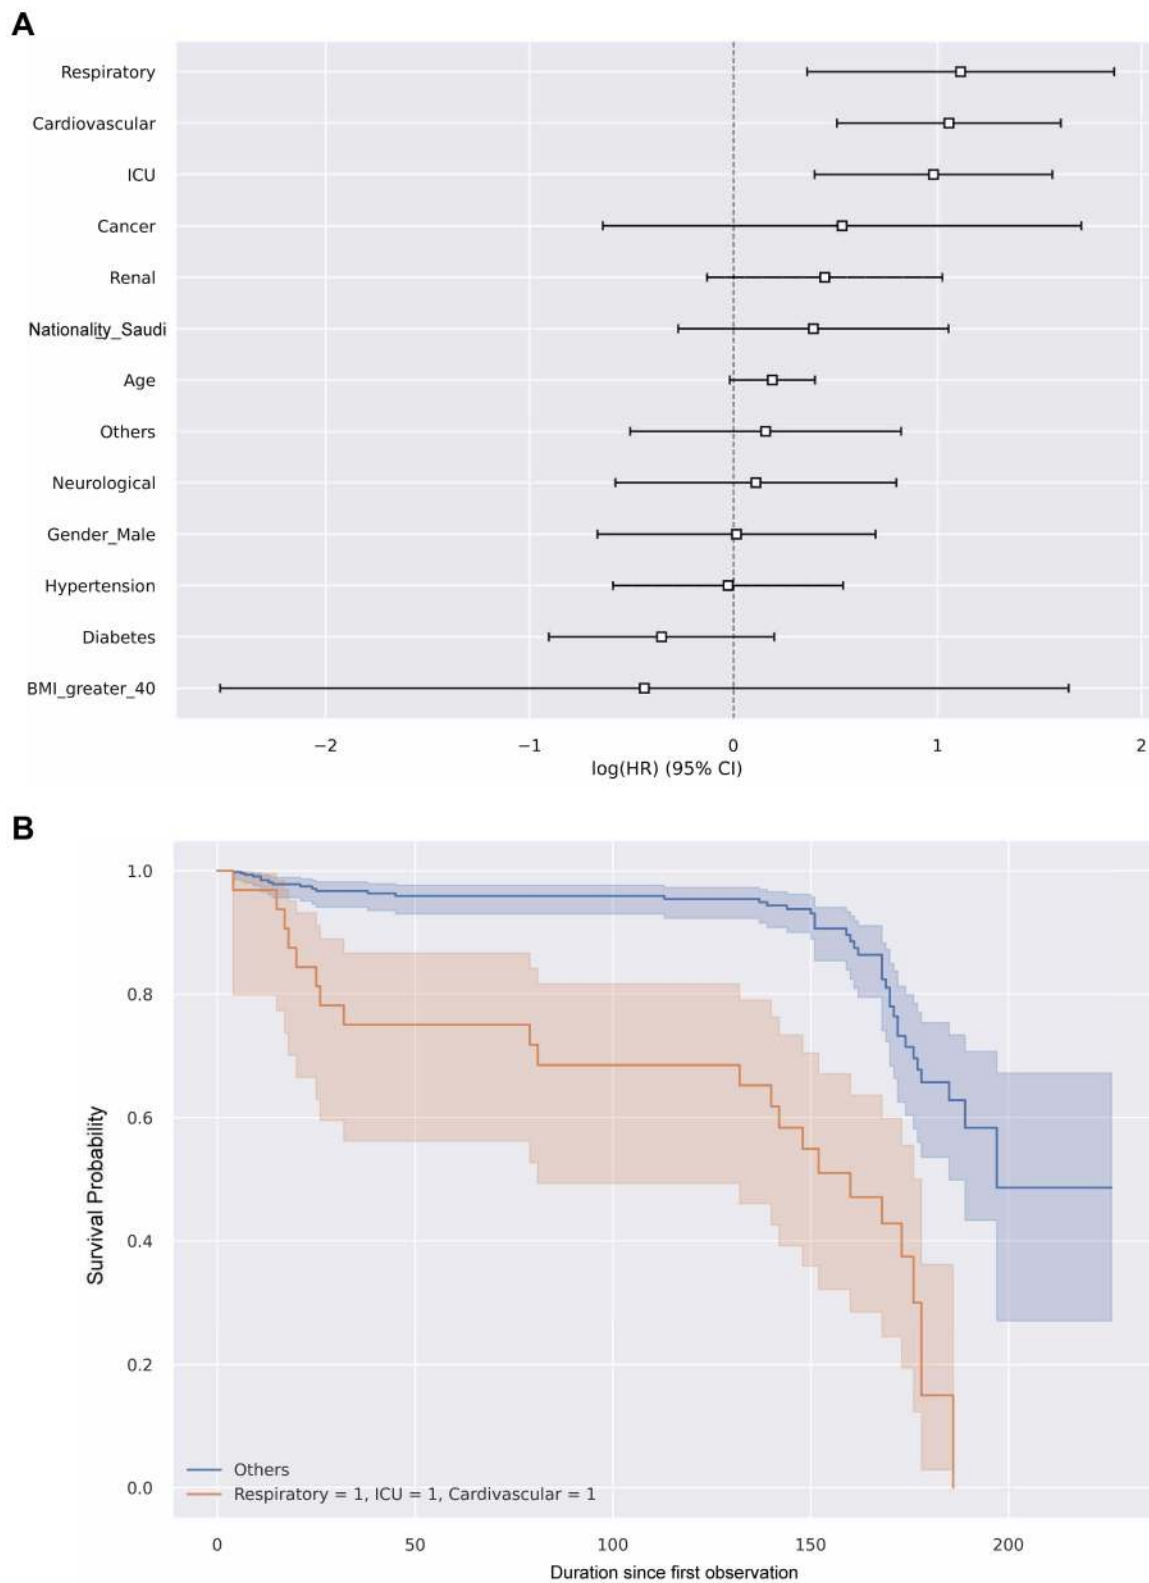 A
Respiratory
Cardiovascular
ICU
Cancer
Renal
Nationality_Saudi
Age
Others
Neurological
Gender_Male
Hypertension
Diabetes
BMI_greater_40
−2 −1 0 1 2
log(HR) (95% CI)
B
1.0
0.8
0.6
0.4
0.2
0.0
Survival Probability
Others
Respiratory = 1, ICU = 1, Cardivascular = 1
0 50 100 150 200
Duration since first observation